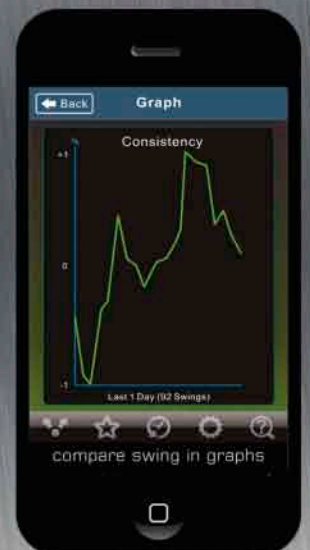 Back
Graph
Consistency
+1
0
-1
Last 1 Day (92 Swings)
compare swing in graphs